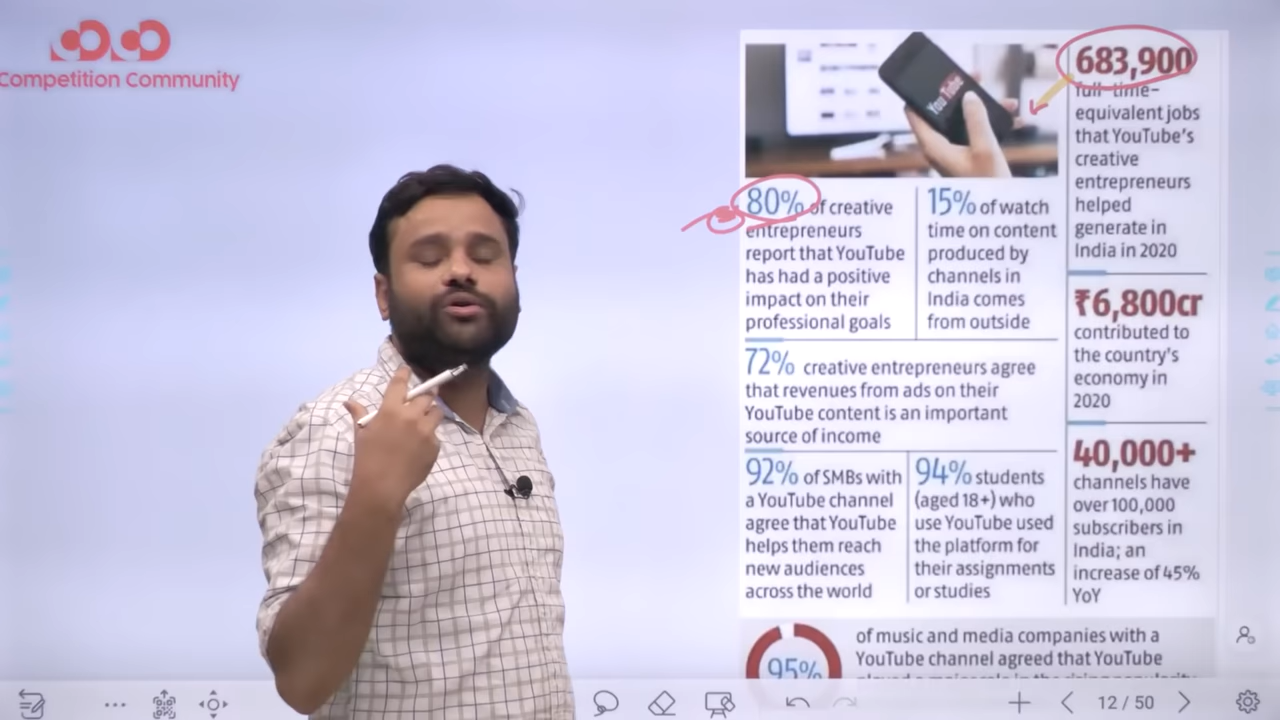 Competition Community
YouTube
683,900
full-time-
equivalent jobs
that YouTube's
creative
entrepreneurs
helped
generate in
India in 2020
80% of creative
entrepreneurs
report that YouTube
has had a positive
impact on their
professional goals
15% of watch
time on content
produced by
channels in
India comes
from outside
₹6,800cr
contributed to
the country's
economy in
2020
72% creative entrepreneurs agree
that revenues from ads on their
YouTube content is an important
source of income
40,000+
channels have
over 100,000
subscribers in
India; an
increase of 45%
YoY
92% of SMBs with
a YouTube channel
agree that YouTube
helps them reach
new audiences
across the world
94% students
(aged 18+) who
use YouTube used
the platform for
their assignments
or studies
95%
of music and media companies with a
YouTube channel agreed that YouTube
12 / 50